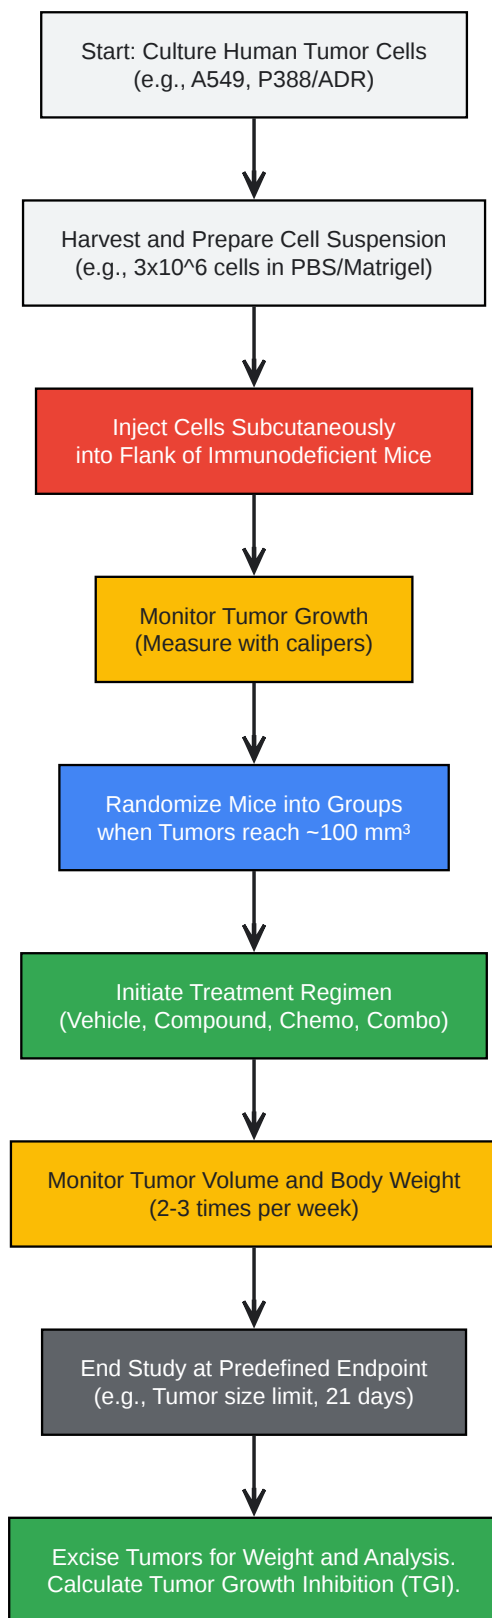 Start: Culture Human Tumor Cells
(e.g., A549, P388/ADR)
Harvest and Prepare Cell Suspension
(e.g., 3x10^6 cells in PBS/Matrigel)
Inject Cells Subcutaneously
into Flank of Immunodeficient Mice
Monitor Tumor Growth
(Measure with calipers)
Randomize Mice into Groups
when Tumors reach ~100 mm³
Initiate Treatment Regimen
(Vehicle, Compound, Chemo, Combo)
Monitor Tumor Volume and Body Weight
(2-3 times per week)
End Study at Predefined Endpoint
(e.g., Tumor size limit, 21 days)
Excise Tumors for Weight and Analysis.
Calculate Tumor Growth Inhibition (TGI).